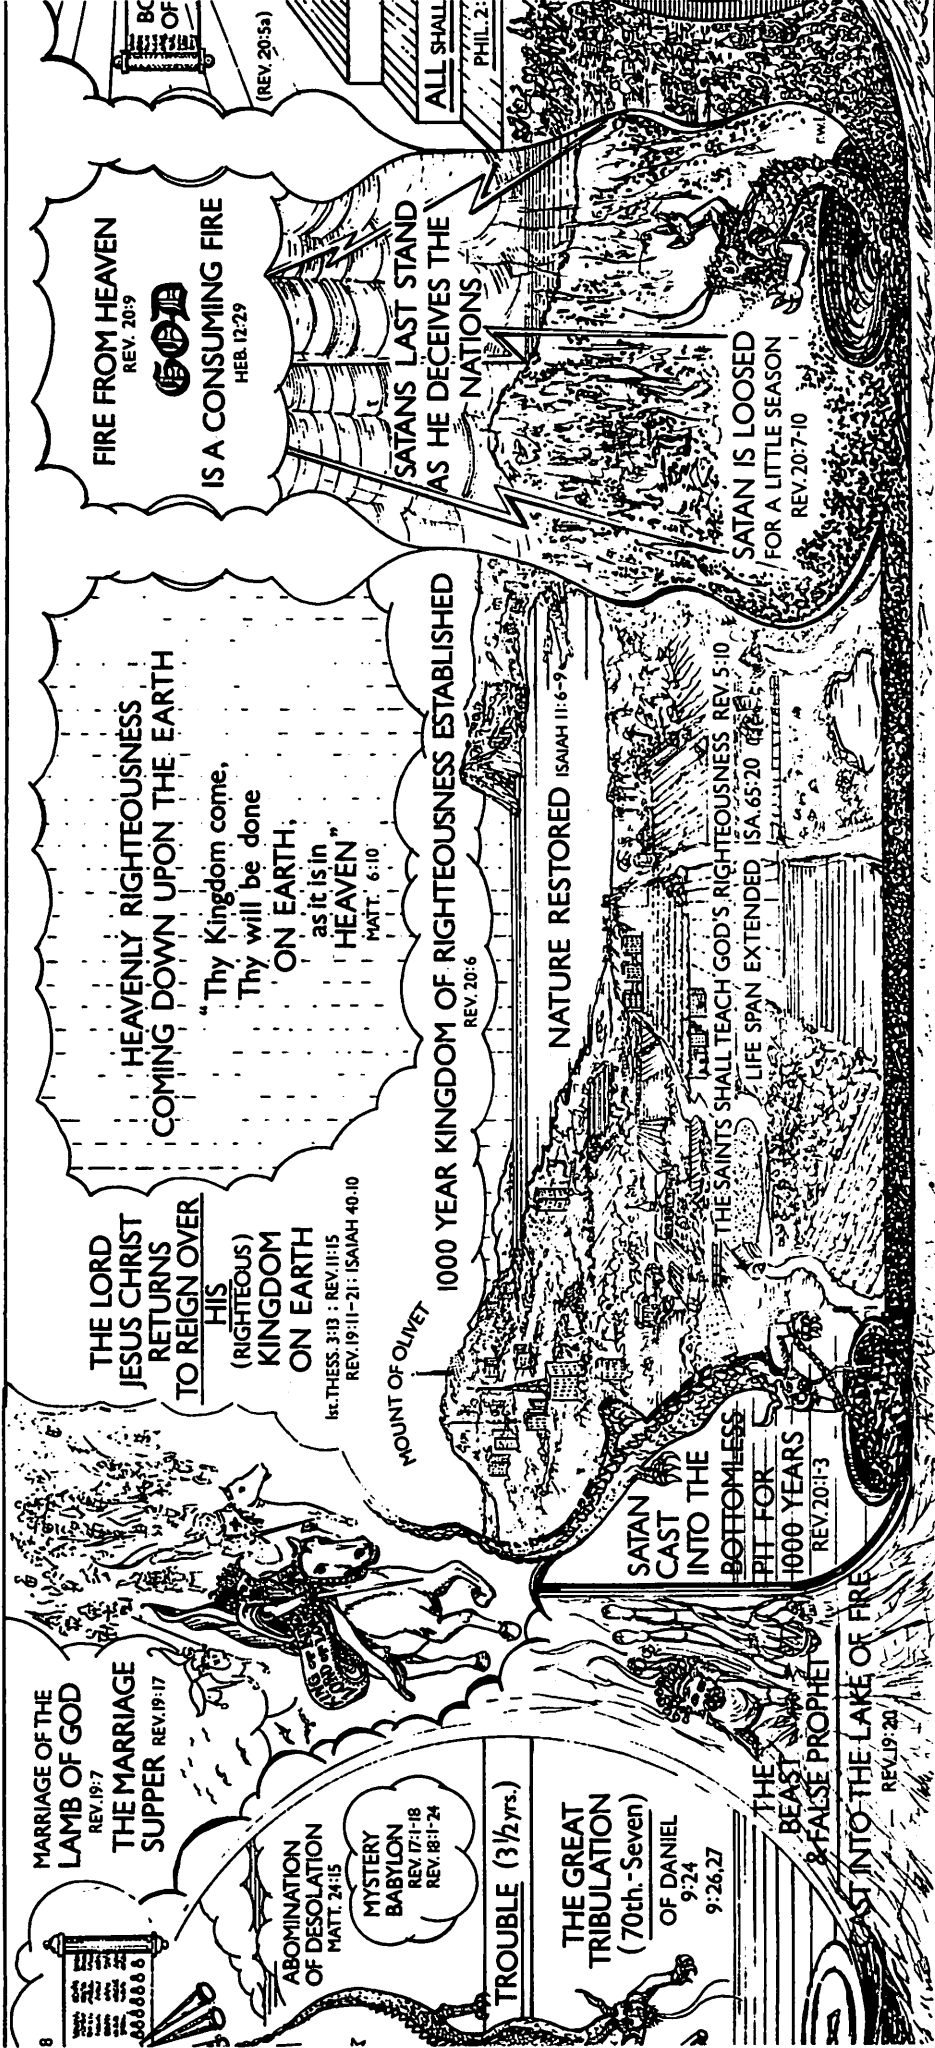 8
MARRIAGE OF THE
LAMB OF GOD
REV.19:7
THE MARRIAGE
SUPPER REV.19:17
ABOMINATION
OF DESOLATION
MATT. 24:15
MYSTERY
BABYLON
REV. 17:1-18
REV. 18:1-24
TROUBLE (3½yrs.)
THE GREAT
TRIBULATION
(70th.-Seven)
OF DANIEL
9:24
9:26,27
THE
BEAST
& FALSE PROPHET
CAST INTO THE LAKE OF FIRE
REV.19:20
KING OF
KINGS
THE LORD
JESUS CHRIST
RETURNS
TO REIGN OVER
HIS
(RIGHTEOUS)
KINGDOM
ON EARTH
1st.THESS. 3:13 : REV.11:15
REV.19:11-21: ISAIAH 40:10
MOUNT OF OLIVET
SATAN
CAST
INTO THE
BOTTOMLESS
PIT FOR
1000 YEARS
REV.20:1-3
HEAVENLY RIGHTEOUSNESS
COMING DOWN UPON THE EARTH
"Thy Kingdom come,
Thy will be done
ON EARTH,
as it is in
HEAVEN"
MATT. 6:10
1000 YEAR KINGDOM OF RIGHTEOUSNESS ESTABLISHED
REV. 20:6
NATURE RESTORED ISAIAH 11:6-9
THE SAINTS SHALL TEACH GOD'S RIGHTEOUSNESS REV. 5:10
LIFE SPAN EXTENDED ISA. 65:20
FIRE FROM HEAVEN
REV. 20:9
GOD
IS A CONSUMING FIRE
HEB. 12:29
SATANS LAST STAND
AS HE DECEIVES THE
NATIONS
SATAN IS LOOSED
FOR A LITTLE SEASON
REV. 20:7-10
r.w.l.
BO
OF
(REV. 20:5a)
ALL SHALL
PHIL. 2: